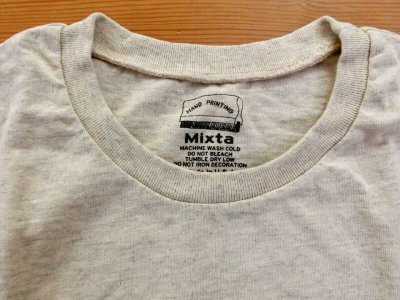 HAND PRINTING
Mixta
MACHINE WASH COLD
DO NOT BLEACH
TUMBLE DRY LOW
DO NOT IRON DECORATION